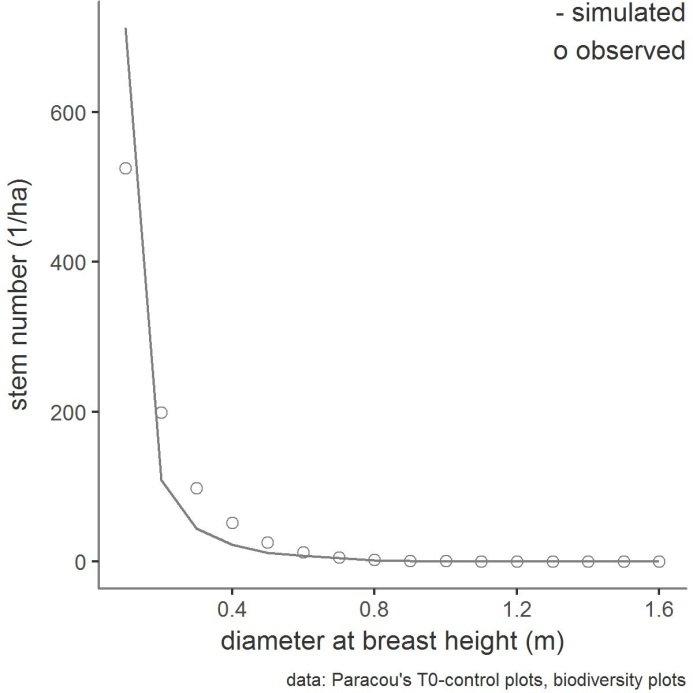 - simulated
o observed
600
400
200
0
stem number (1/ha)
0.4 0.8 1.2 1.6
diameter at breast height (m)
data: Paracou's T0-control plots, biodiversity plots